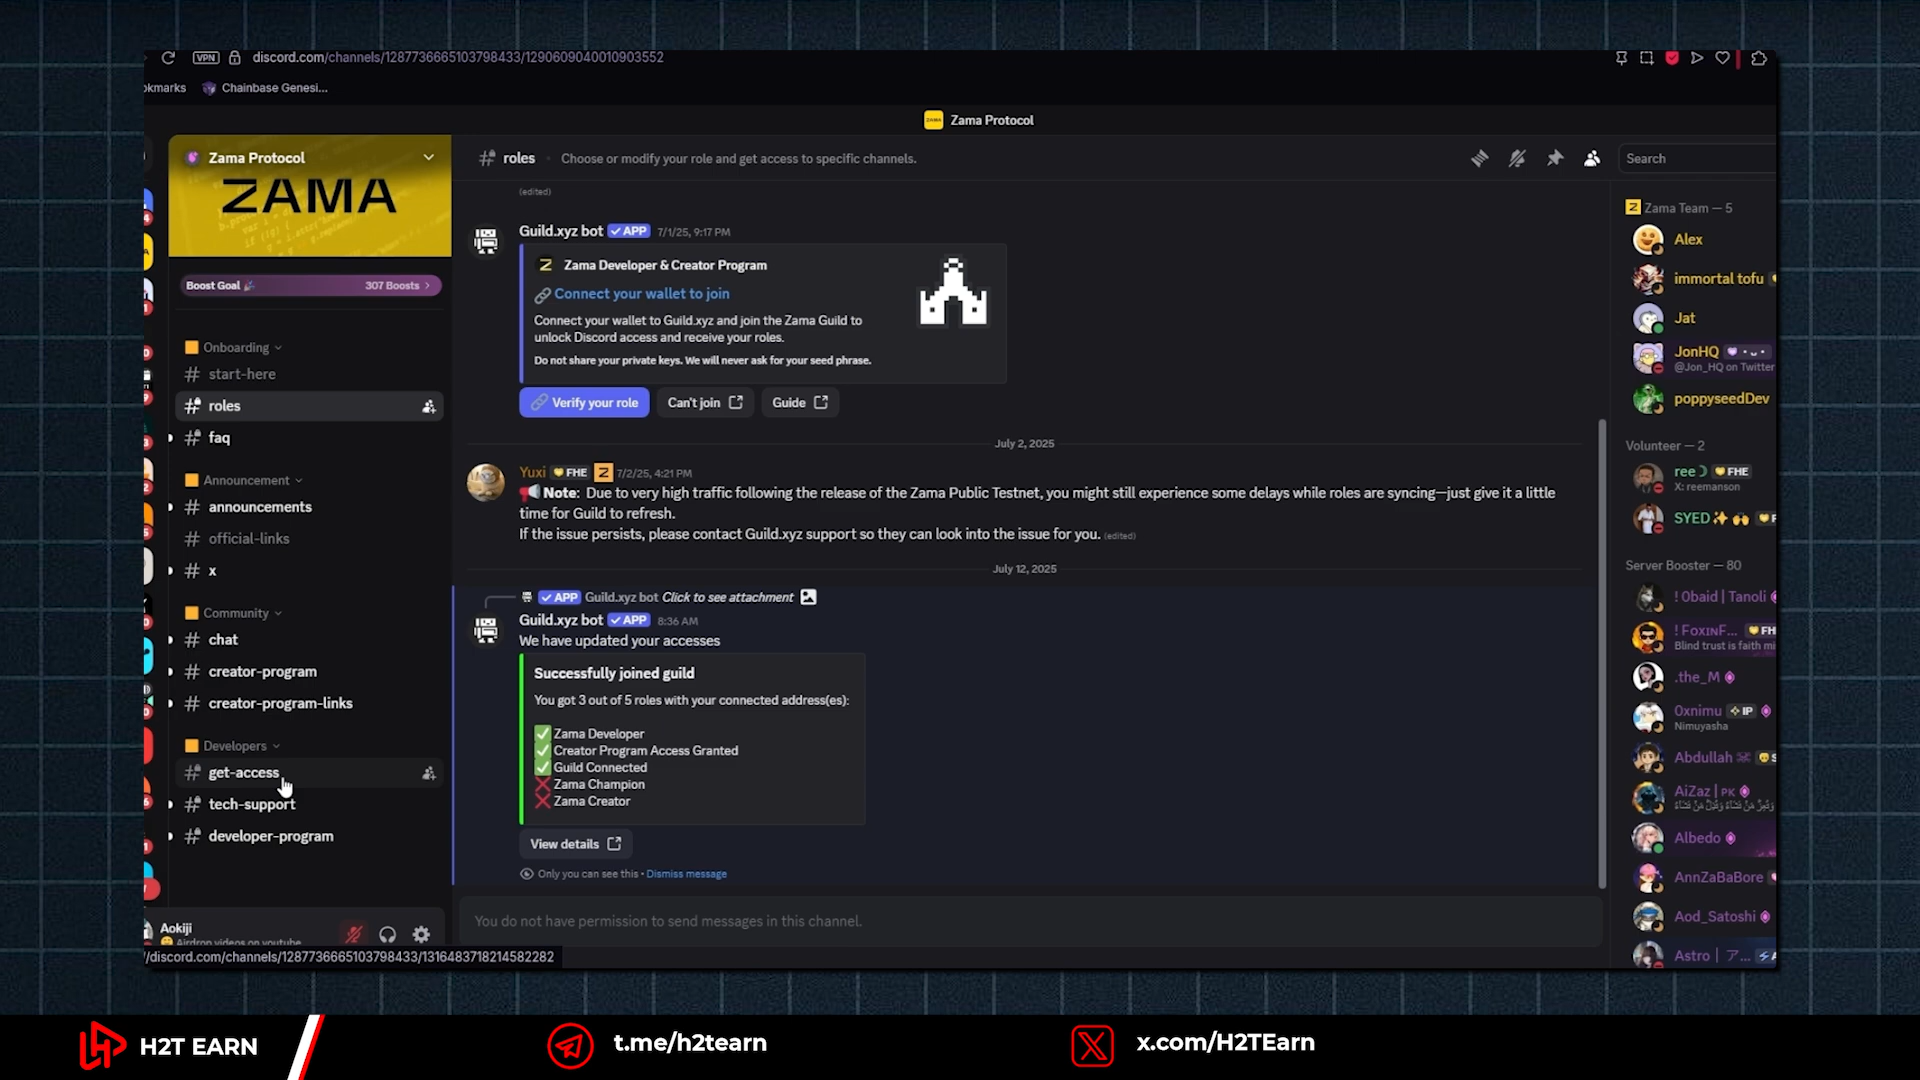 VPN
discord.com/channels/1287736665103798433/1290609040010903552
okmarks
Chainbase Genesi...
Zama Protocol
Zama Protocol
ZAMA
Boost Goal
307 Boosts
Onboarding
start-here
roles
faq
Announcement
announcements
official-links
x
Community
chat
creator-program
creator-program-links
Developers
get-access
tech-support
developer-program
Aokiji
Airdrop videos on youtube
/discord.com/channels/1287736665103798433/1316483718214582282
roles
Choose or modify your role and get access to specific channels.
Search
(edited)
Guild.xyz bot APP 7/1/25, 9:17 PM
Zama Developer & Creator Program
Connect your wallet to join
Connect your wallet to Guild.xyz and join the Zama Guild to
unlock Discord access and receive your roles.
Do not share your private keys. We will never ask for your seed phrase.
Verify your role
Can't join
Guide
July 2, 2025
Yuxi FHE Z 7/2/25, 4:21 PM
Note: Due to very high traffic following the release of the Zama Public Testnet, you might still experience some delays while roles are syncing—just give it a little
time for Guild to refresh.
If the issue persists, please contact Guild.xyz support so they can look into the issue for you. (edited)
July 12, 2025
APP Guild.xyz bot Click to see attachment
Guild.xyz bot APP 8:36 AM
We have updated your accesses
Successfully joined guild
You got 3 out of 5 roles with your connected address(es):
Zama Developer
Creator Program Access Granted
Guild Connected
Zama Champion
Zama Creator
View details
Only you can see this • Dismiss message
You do not have permission to send messages in this channel.
Zama Team — 5
Alex
immortal tofu
Jat
JonHQ
@Jon_HQ on Twitter
poppyseedDev
Volunteer — 2
ree FHE
X: reemanson
SYED
Server Booster — 80
! Obaid | Tanoli
! FoxinF... FH
Blind trust is faith mi
.the_M
0xnimu IP
Nimuyasha
Abdullah
AiZaz | PK
Albedo
AnnZaBaBore
Aod_Satoshi
Astro | ア...
H2T EARN
t.me/h2tearn
x.com/H2TEarn